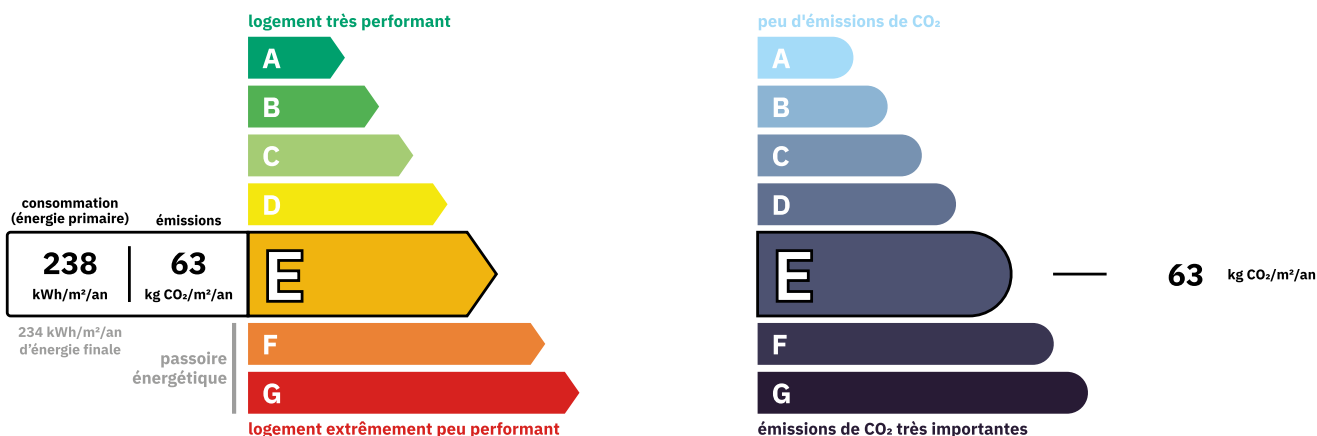 logement très performant
A
B
C
D
consommation
(énergie primaire)
émissions
238
kWh/m²/an
63
kg CO₂/m²/an
E
234 kWh/m²/an
d'énergie finale
passoire
énergétique
F
G
logement extrêmement peu performant
peu d'émissions de CO₂
A
B
C
D
E
63 kg CO₂/m²/an
F
G
émissions de CO₂ très importantes